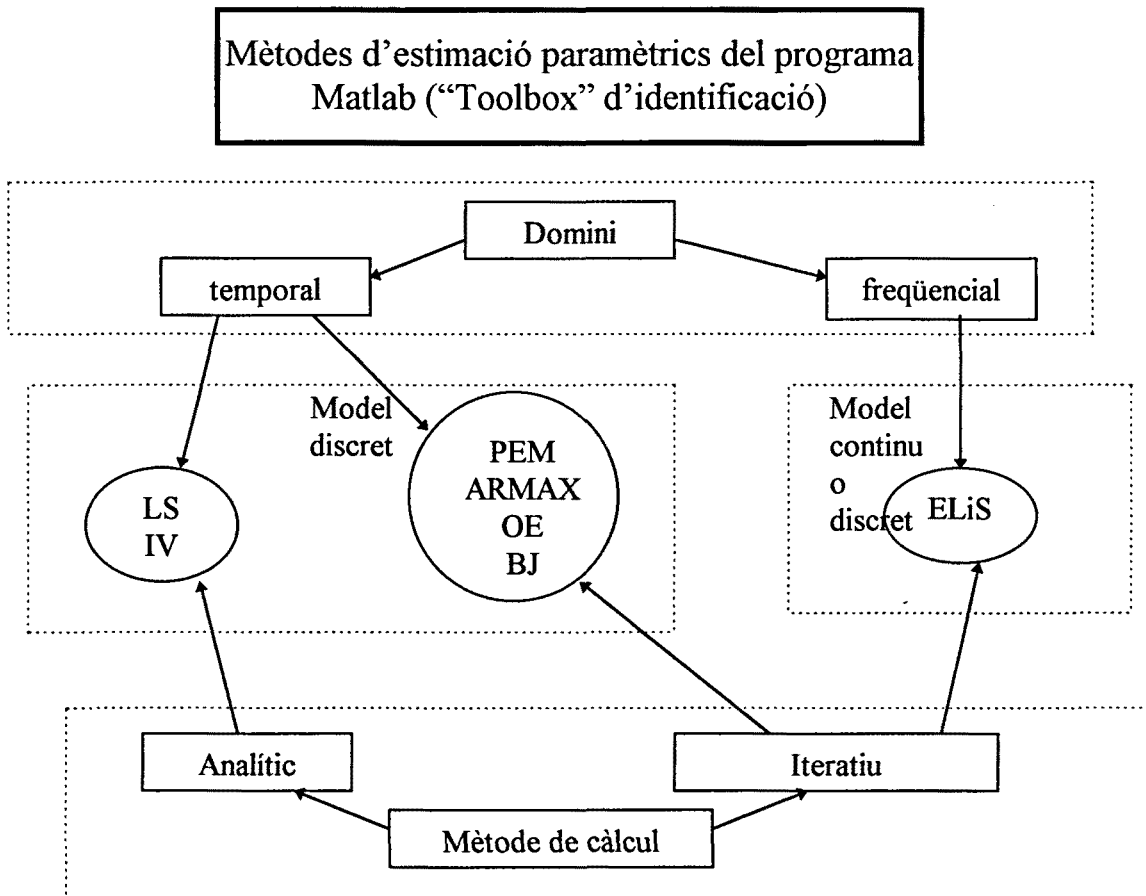 Mètodes d'estimació paramètrics del programa
Matlab (“Toolbox” d'identificació)
Domini
temporal
freqüencial
Model
discret
PEM
ARMAX
OE
BJ
LS
IV
Model
continu
o
discret
ELiS
Analític
Iteratiu
Mètode de càlcul